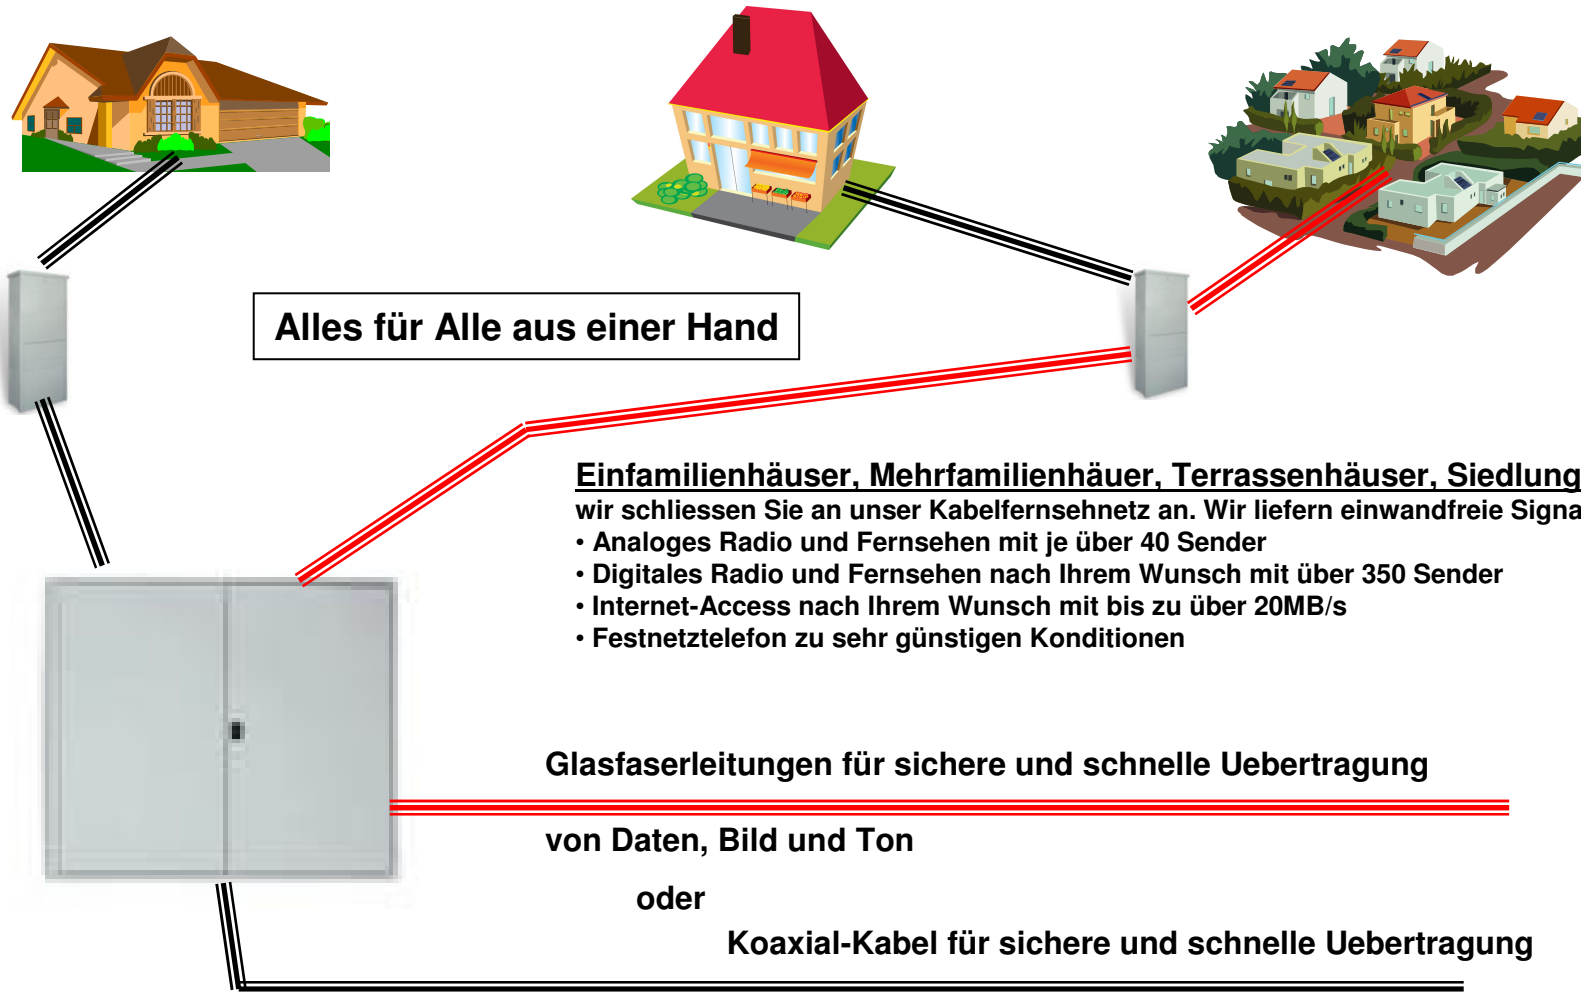 Alles für Alle aus einer Hand
Einfamilienhäuser, Mehrfamilienhäuer, Terrassenhäuser, Siedlung
wir schliessen Sie an unser Kabelfernsehnetz an. Wir liefern einwandfreie Signa
• Analoges Radio und Fernsehen mit je über 40 Sender
• Digitales Radio und Fernsehen nach Ihrem Wunsch mit über 350 Sender
• Internet-Access nach Ihrem Wunsch mit bis zu über 20MB/s
• Festnetztelefon zu sehr günstigen Konditionen
Glasfaserleitungen für sichere und schnelle Uebertragung
von Daten, Bild und Ton
oder
Koaxial-Kabel für sichere und schnelle Uebertragung